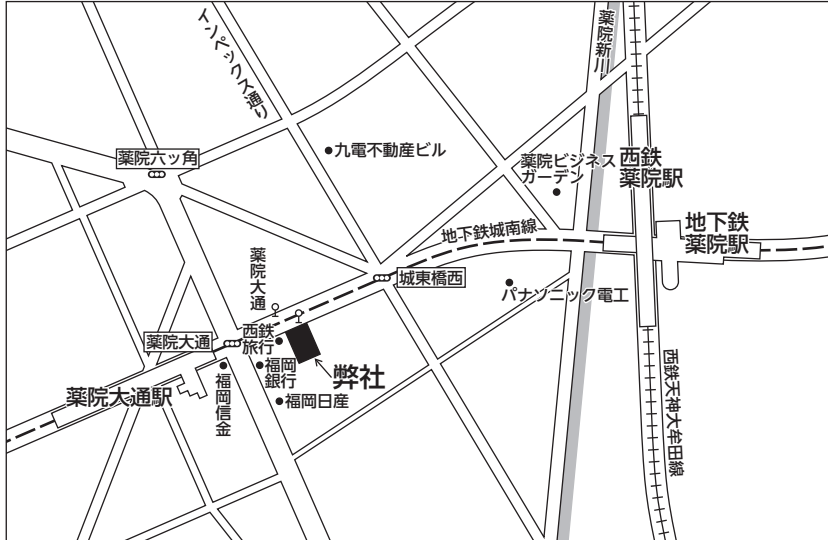 インペックス通り
薬院新川
九電不動産ビル
薬院六ッ角
薬院ビジネス
ガーデン
西鉄
薬院駅
地下鉄
薬院駅
地下鉄城南線
薬院大通
城東橋西
パナソニック電工
薬院大通
西鉄
旅行
福岡
銀行
弊社
薬院大通駅
福岡信金
福岡日産
西鉄天神大牟田線